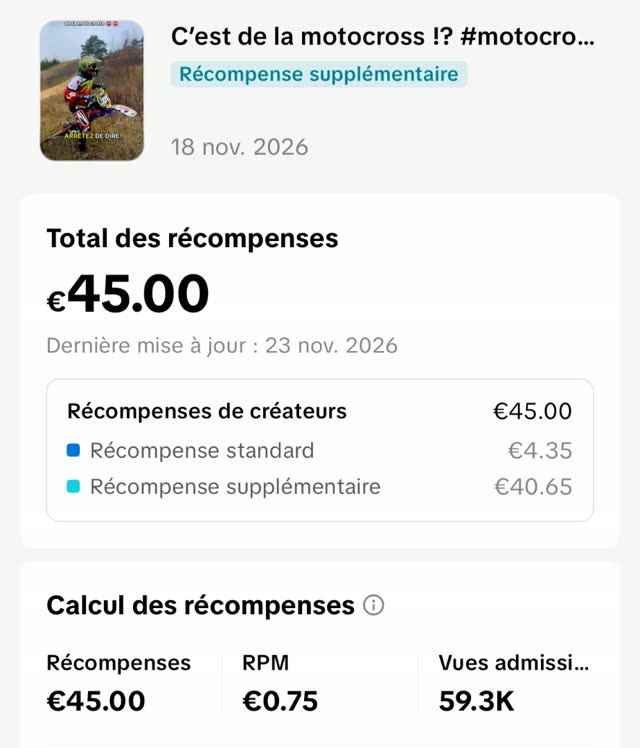 ARRÊTEZ DE DIRE
C'est de la motocross !? #motocro...
Récompense supplémentaire
18 nov. 2026
Total des récompenses
€45.00
Dernière mise à jour : 23 nov. 2026
Récompenses de créateurs €45.00
Récompense standard €4.35
Récompense supplémentaire €40.65
Calcul des récompenses
Récompenses RPM Vues admissi...
€45.00 €0.75 59.3K